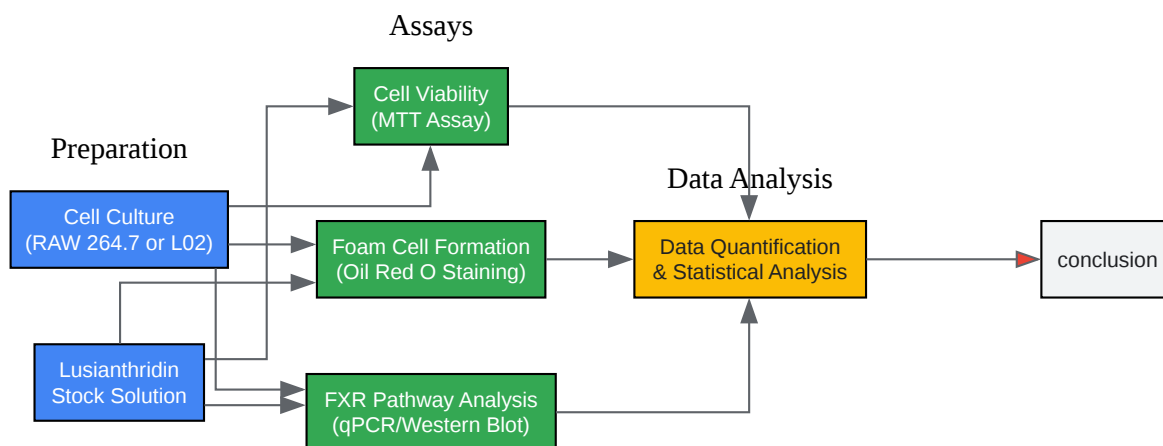 Assays
Cell Viability
(MTT Assay)
Preparation
Cell Culture
(RAW 264.7 or L02)
Data Analysis
Foam Cell Formation
(Oil Red O Staining)
Data Quantification
& Statistical Analysis
conclusion
Lusianthridin
Stock Solution
FXR Pathway Analysis
(qPCR/Western Blot)